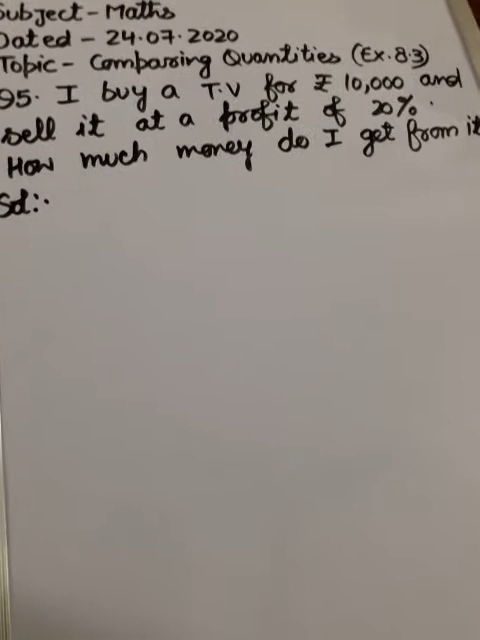 Subject - Maths
Dated - 24.07.2020
Topic - Comparing Quantities (Ex.8.3)
Q5. I buy a T.V for ₹ 10,000 and
sell it at a profit of 20%.
How much money do I get from it
Sol:.